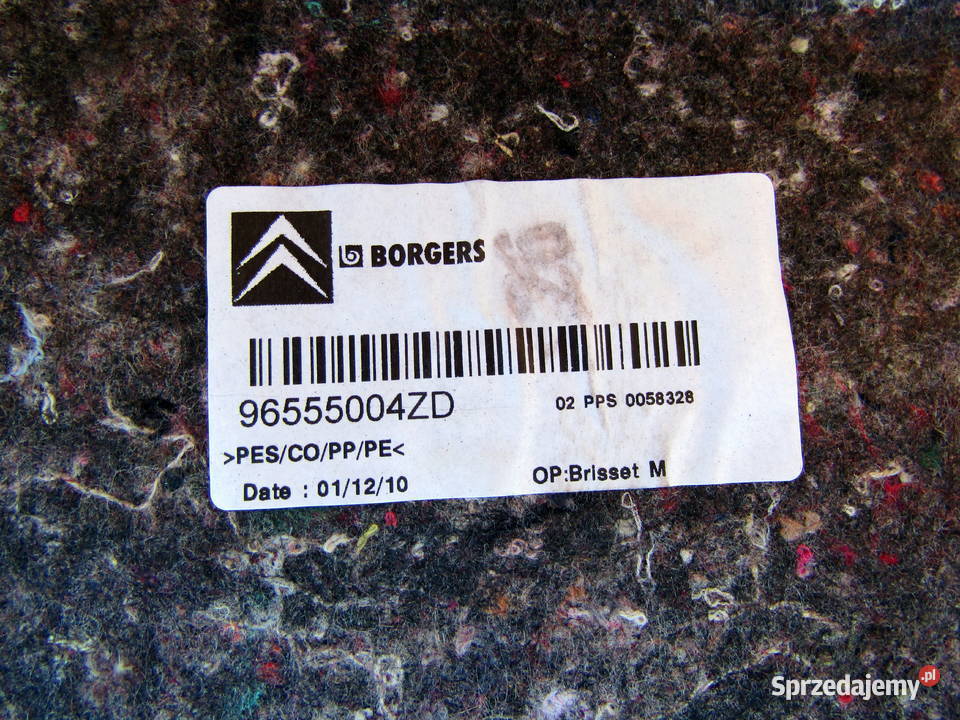 BORGERS
96555004ZD
02 PPS 0058328
>PES/CO/PP/PE<
Date : 01/12/10
OP:Brisset M
Sprzedajemy.pl